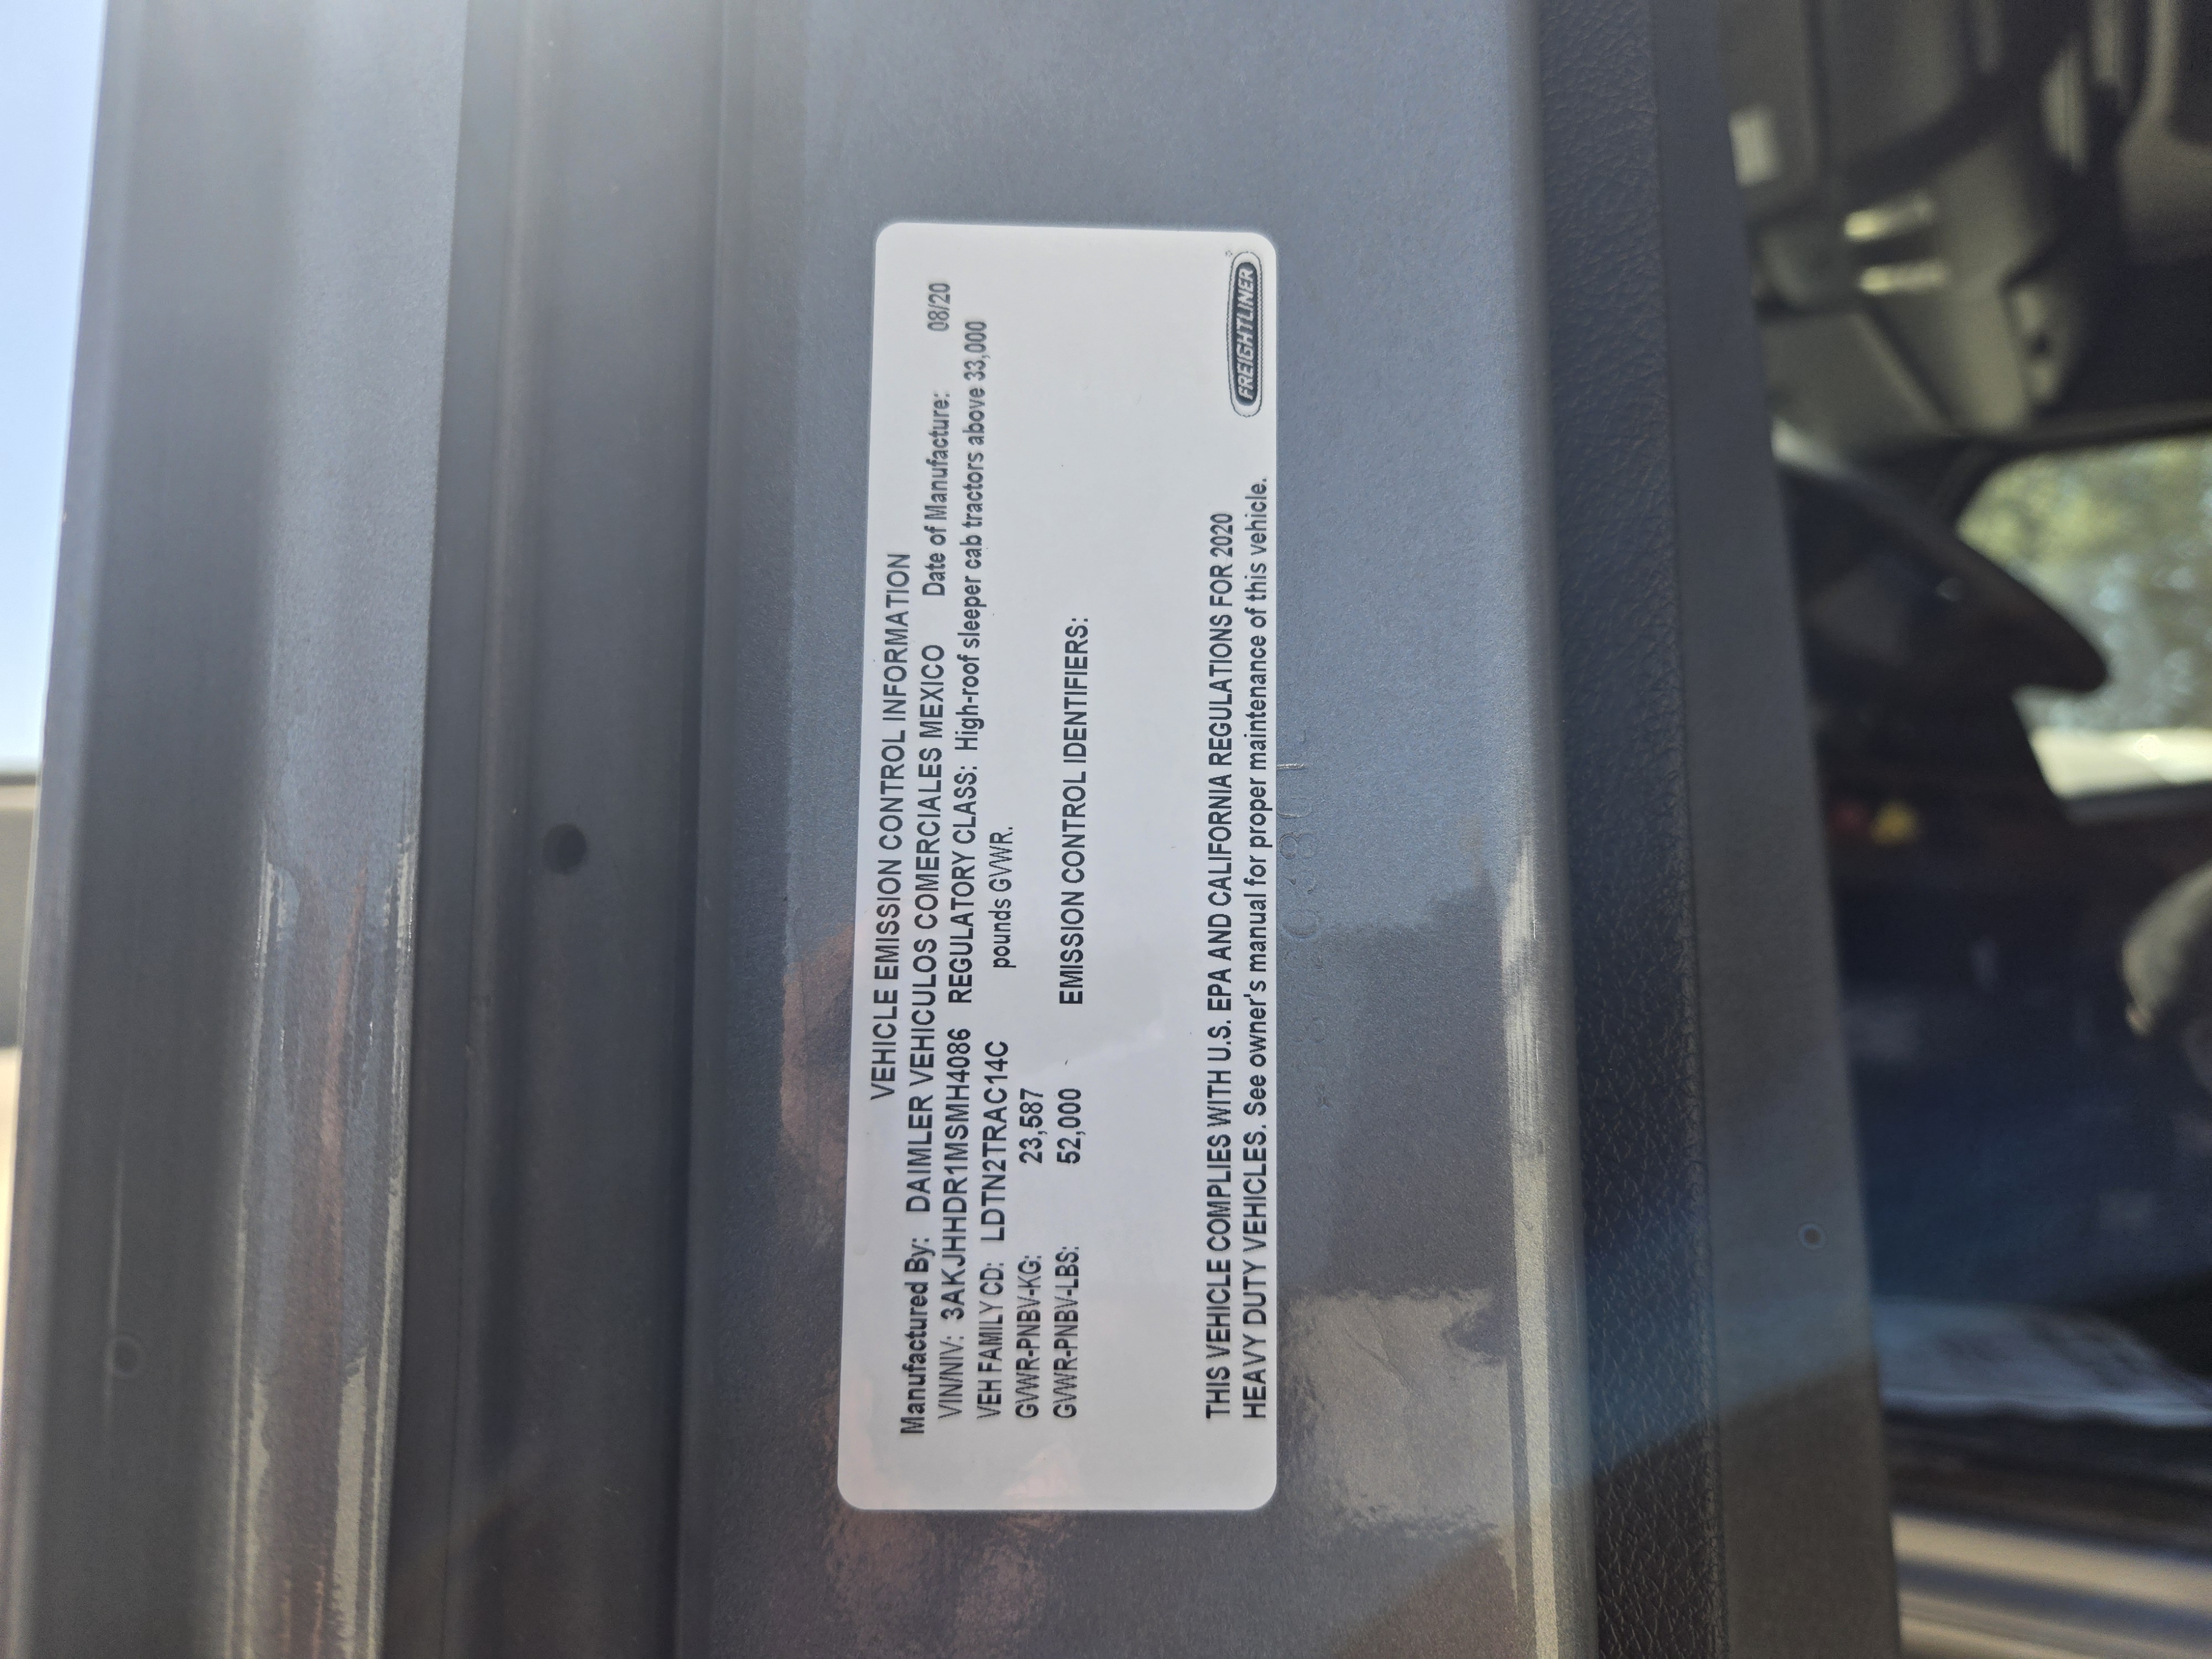 VEHICLE EMISSION CONTROL INFORMATION
Manufactured By: DAIMLER VEHICULOS COMERCIALES MEXICO Date of Manufacture: 08/20
VIN/NIV: 3AKJHHDR1MSMH4086 REGULATORY CLASS: High-roof sleeper cab tractors above 33,000
VEH FAMILY CD: LDTN2TRAC14C pounds GVWR.
GVWR-PNBV-KG: 23,587
GVWR-PNBV-LBS: 52,000 EMISSION CONTROL IDENTIFIERS:
THIS VEHICLE COMPLIES WITH U.S. EPA AND CALIFORNIA REGULATIONS FOR 2020
HEAVY DUTY VEHICLES. See owner's manual for proper maintenance of this vehicle.
FREIGHTLINER